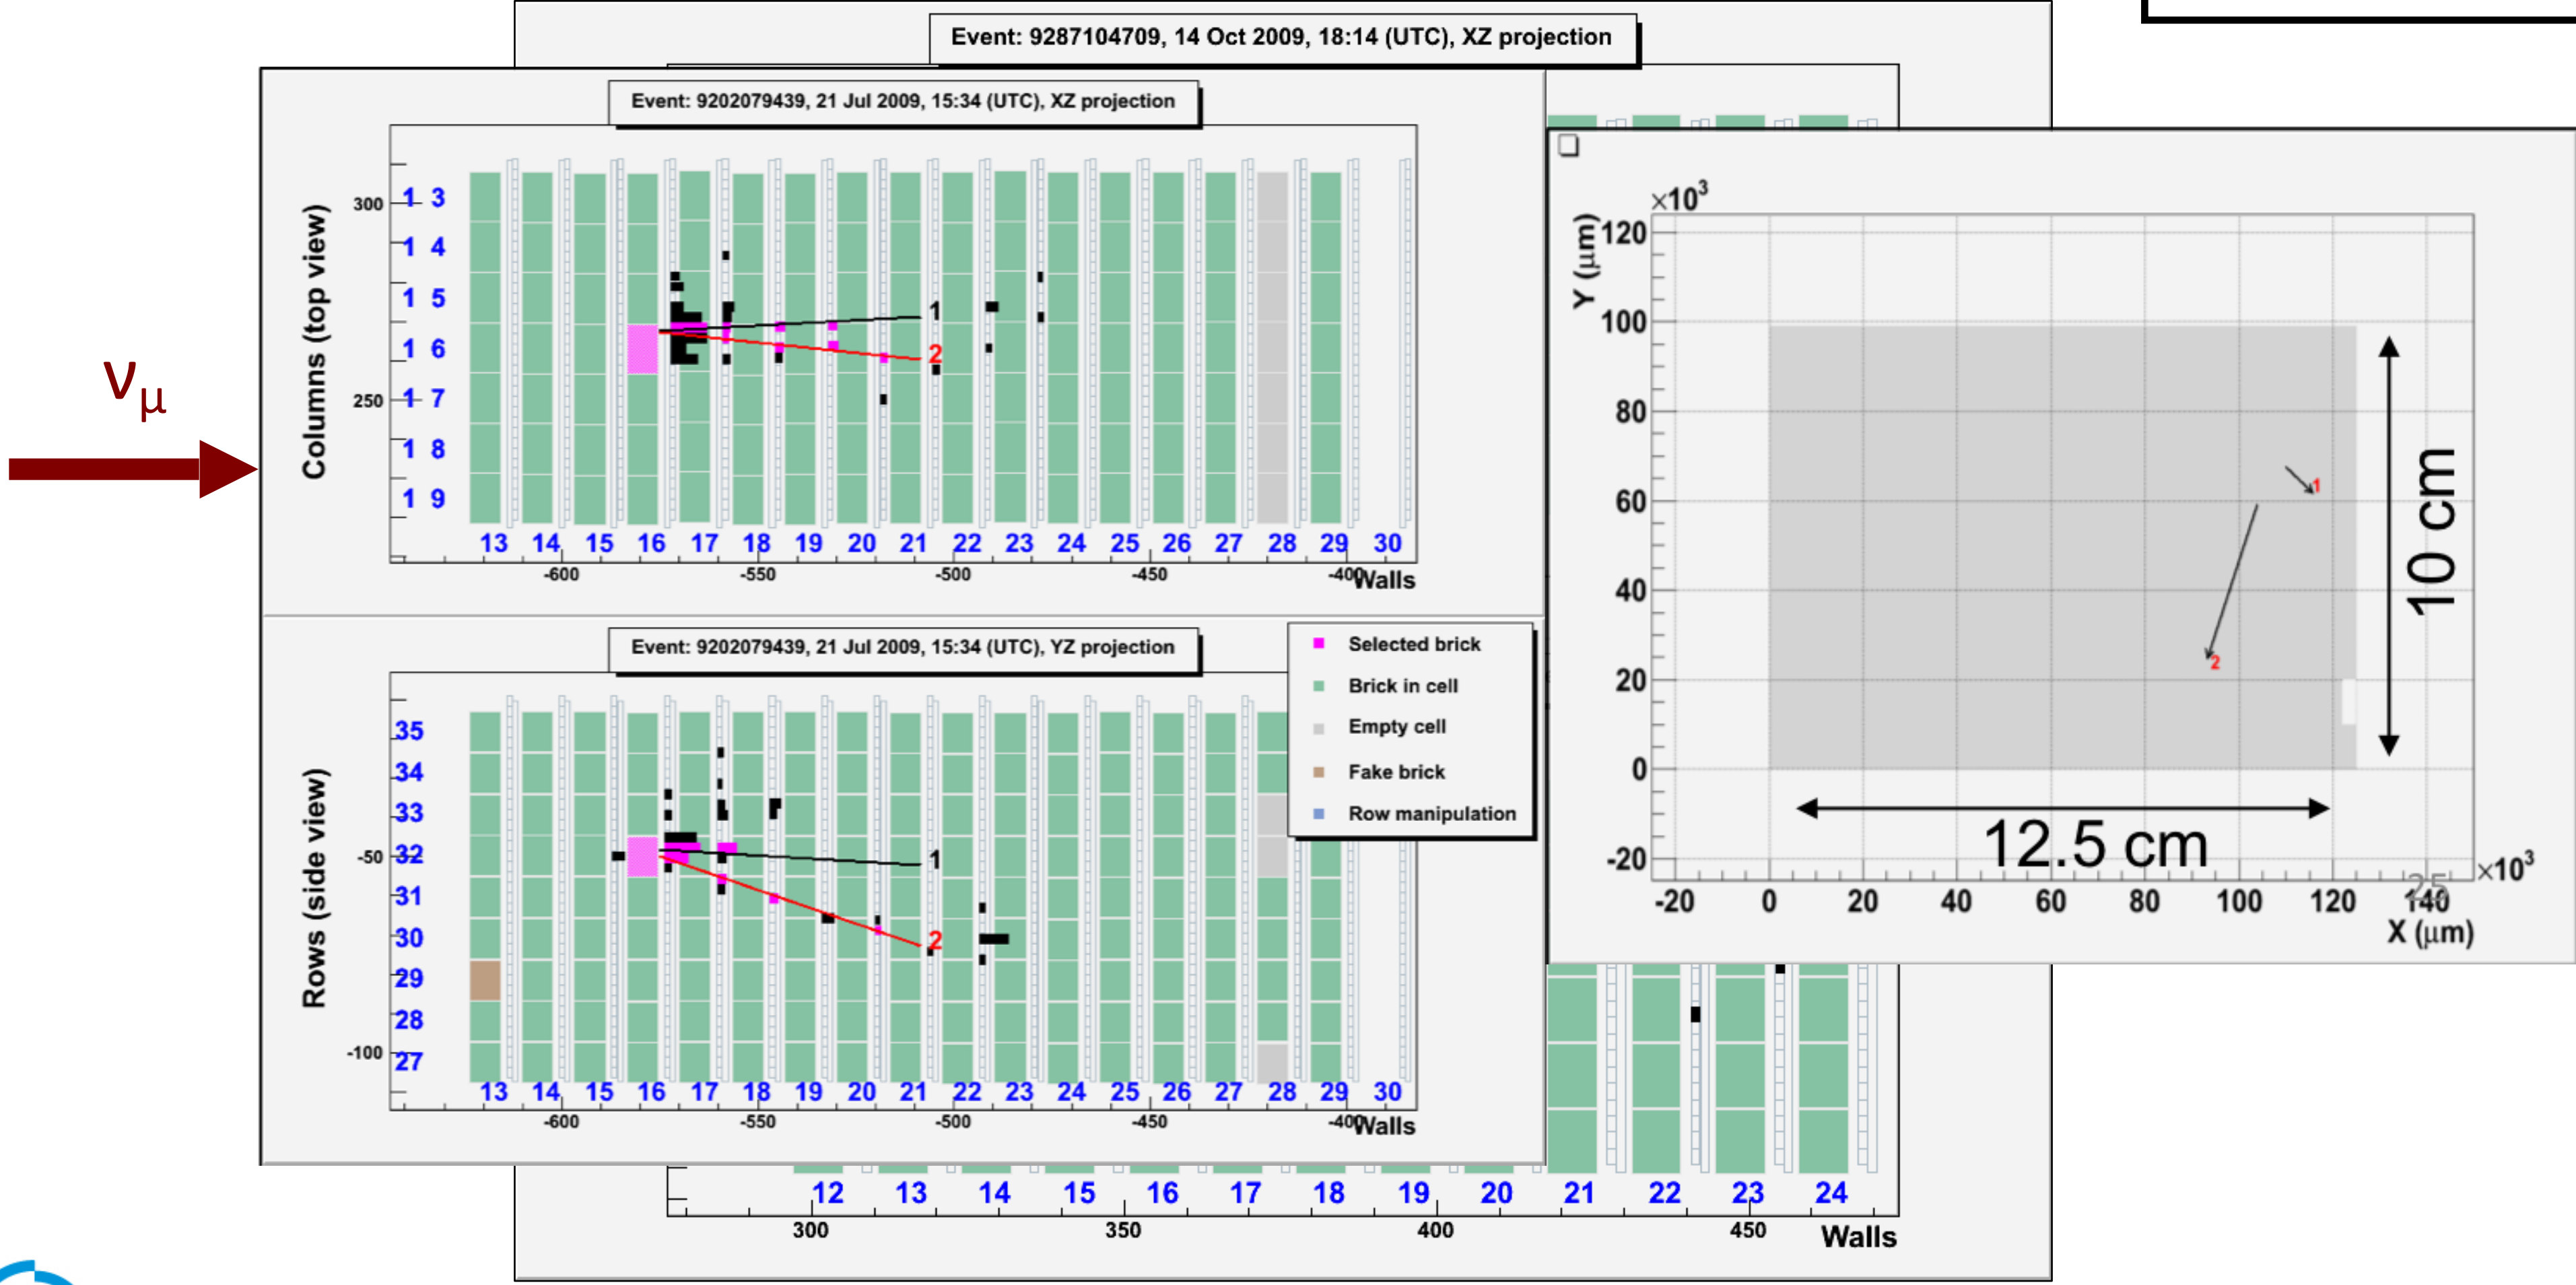 Event: 9287104709, 14 Oct 2009, 18:14 (UTC), XZ projection
Event: 9202079439, 21 Jul 2009, 15:34 (UTC), XZ projection
νμ
Columns (top view)
300
250
13
14
15
16
17
18
19
1
2
13 14 15 16 17 18 19 20 21 22 23 24 25 26 27 28 29 30
-600 -550 -500 -450 -400
Walls
Event: 9202079439, 21 Jul 2009, 15:34 (UTC), YZ projection
Selected brick
Brick in cell
Empty cell
Fake brick
Row manipulation
Rows (side view)
-50
-100
35
34
33
32
31
30
29
28
27
1
2
13 14 15 16 17 18 19 20 21 22 23 24 25 26 27 28 29 30
-600 -550 -500 -450 -400
Walls
×10³
Y (μm)
120
100
80
60
40
20
0
-20
1
2
10 cm
12.5 cm
×10³
25
-20 0 20 40 60 80 100 120 140
X (μm)
12 13 14 15 16 17 18 19 20 21 22 23 24
300 350 400 450
Walls